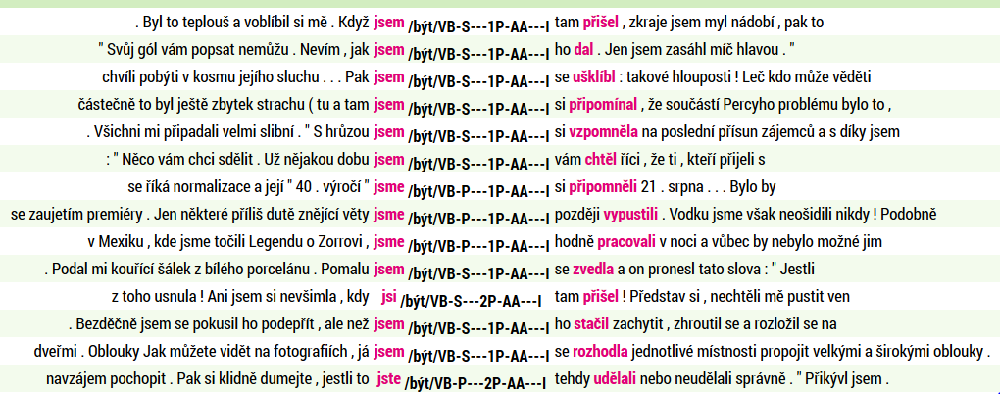 . Byl to teplouš a voblíbil si mě . Když jsem /být/VB-S---1P-AA---I tam přišel , zkraje jsem myl nádobí , pak to
" Svůj gól vám popsat nemůžu . Nevím , jak jsem /být/VB-S---1P-AA---I ho dal . Jen jsem zasáhl míč hlavou . "
chvíli pobýti v kosmu jejího sluchu . . . Pak jsem /být/VB-S---1P-AA---I se ušklíbl : takové hlouposti ! Leč kdo může věděti
částečně to byl ještě zbytek strachu ( tu a tam jsem /být/VB-S---1P-AA---I si připomínal , že součástí Percyho problému bylo to ,
. Všichni mi připadali velmi slibní . " S hrůzou jsem /být/VB-S---1P-AA---I si vzpomněla na poslední přísun zájemců a s díky jsem
: " Něco vám chci sdělit . Už nějakou dobu jsem /být/VB-S---1P-AA---I vám chtěl říci , že ti , kteří přijeli s
se říká normalizace a její " 40 . výročí " jsme /být/VB-P---1P-AA---I si připomněli 21 . srpna . . . Bylo by
se zaujetím premiéry . Jen některé příliš dutě znějící věty jsme /být/VB-P---1P-AA---I později vypustili . Vodku jsme však neošidili nikdy ! Podobně
v Mexiku , kde jsme točili Legendu o Zorrovi , jsme /být/VB-P---1P-AA---I hodně pracovali v noci a vůbec by nebylo možné jim
. Podal mi kouřící šálek z bílého porcelánu . Pomalu jsem /být/VB-S---1P-AA---I se zvedla a on pronesl tato slova : " Jestli
z toho usnula ! Ani jsem si nevšimla , kdy jsi /být/VB-S---2P-AA---I tam přišel ! Představ si , nechtěli mě pustit ven
. Bezděčně jsem se pokusil ho podepřít , ale než jsem /být/VB-S---1P-AA---I ho stačil zachytit , zhroutil se a rozložil se na
dveřmi . Oblouky Jak můžete vidět na fotografiích , já jsem /být/VB-S---1P-AA---I se rozhodla jednotlivé místnosti propojit velkými a širokými oblouky .
navzájem pochopit . Pak si klidně dumejte , jestli to jste /být/VB-P---2P-AA---I tehdy udělali nebo neudělali správně . " Přikývl jsem .